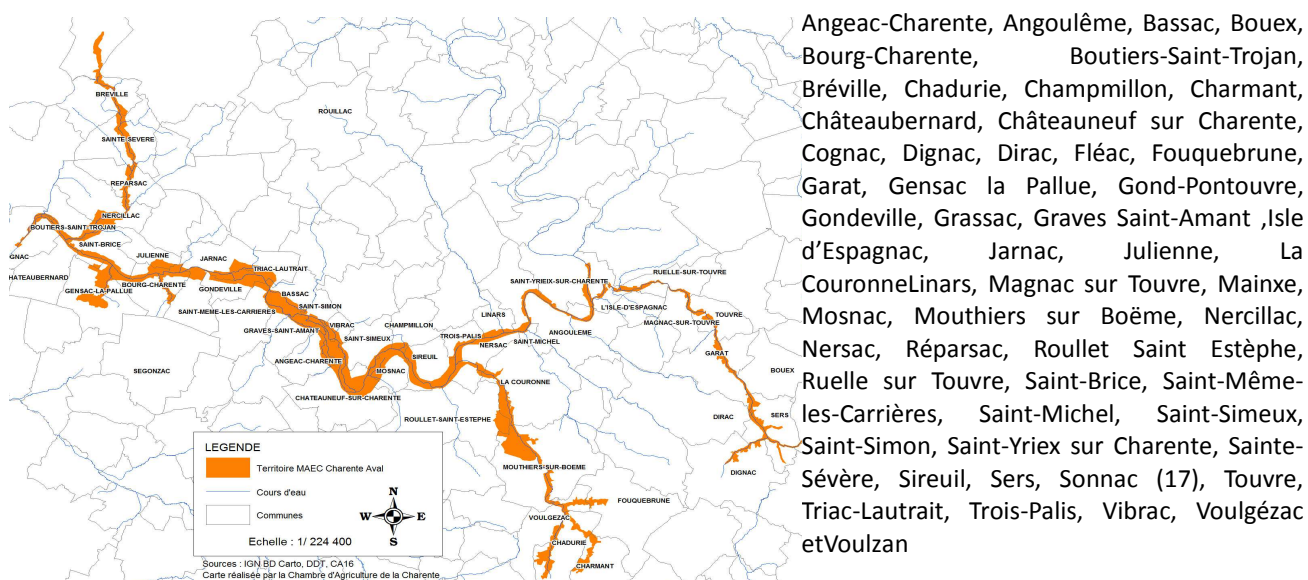 BREVILLE
ROUILLAC
SAINTE-SEVERE
REPARSAC
NERCILLAC
BOUTIERS-SAINT-TROJAN
SAINT-BRICE
GNAC
JULIENNE
JARNAC
TRIAC-LAUTRAIT
HATEAUBERNARD
BOURG-CHARENTE
GENSAC-LA-PALLUE
GONDEVILLE
BASSAC
SAINT-SIMON
SAINT-MEME-LES-CARRIERES
GRAVES-SAINT-AMANT
VIBRAC
CHAMPMILLON
SAINT-SIMEUX
LINARS
TROIS-PALIS
NERSAC
SAINT-MICHEL
SIREUIL
ANGEAC-CHARENTE
MOSNAC
SEGONZAC
CHATEAUNEUF-SUR-CHARENTE
LA COURONNE
ROULLET-SAINT-ESTEPHE
RUELLE-SUR-TOUVRE
SAINT-YRIEIX-SUR-CHARENTE
L'ISLE-D'ESPAGNAC
TOUVRE
MAGNAC-SUR-TOUVRE
ANGOULEME
GARAT
BOUEX
DIRAC
SERS
DIGNAC
MOUTHIERS-SUR-BOEME
FOUQUEBRUNE
VOULGEZAC
CHADURIE
CHARMANT
LEGENDE
Territoire MAEC Charente Aval
Cours d'eau
Communes
N
W
E
S
Echelle : 1/ 224 400
Sources : IGN BD Carto, DDT, CA16
Carte réalisée par la Chambre d'Agriculture de la Charente
Angeac-Charente, Angoulême, Bassac, Bouex,
Bourg-Charente, Boutiers-Saint-Trojan,
Bréville, Chadurie, Champmillon, Charmant,
Châteaubernard, Châteauneuf sur Charente,
Cognac, Dignac, Dirac, Fléac, Fouquebrune,
Garat, Gensac la Pallue, Gond-Pontouvre,
Gondeville, Grassac, Graves Saint-Amant ,Isle
d'Espagnac, Jarnac, Julienne, La
CouronneLinars, Magnac sur Touvre, Mainxe,
Mosnac, Mouthiers sur Boëme, Nercillac,
Nersac, Réparsac, Roullet Saint Estèphe,
Ruelle sur Touvre, Saint-Brice, Saint-Même-
les-Carrières, Saint-Michel, Saint-Simeux,
Saint-Simon, Saint-Yriex sur Charente, Sainte-
Sévère, Sireuil, Sers, Sonnac (17), Touvre,
Triac-Lautrait, Trois-Palis, Vibrac, Voulgézac
etVoulzan